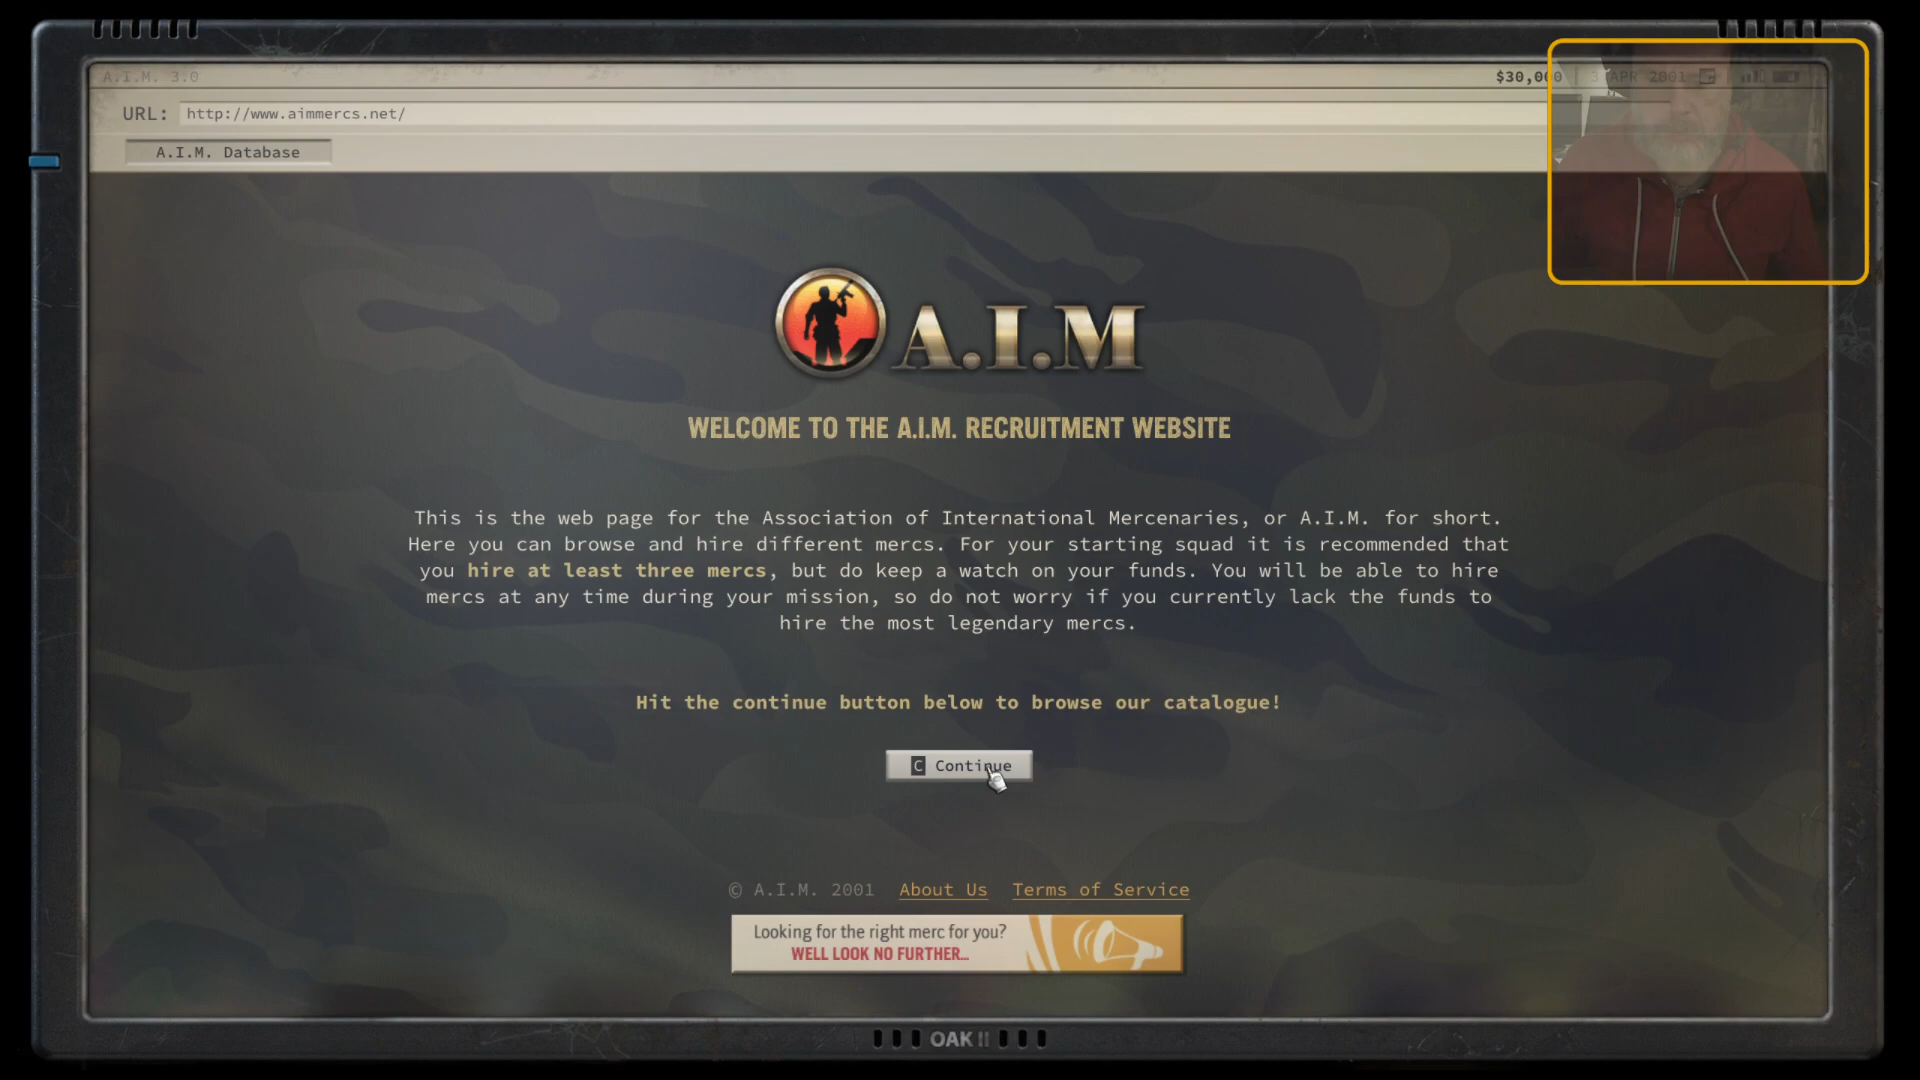 A.I.M. 3.0
$30,000 | 3 APR 2001
URL: http://www.aimmercs.net/
A.I.M. Database
A.I.M
WELCOME TO THE A.I.M. RECRUITMENT WEBSITE
This is the web page for the Association of International Mercenaries, or A.I.M. for short.
Here you can browse and hire different mercs. For your starting squad it is recommended that
you hire at least three mercs, but do keep a watch on your funds. You will be able to hire
mercs at any time during your mission, so do not worry if you currently lack the funds to
hire the most legendary mercs.
Hit the continue button below to browse our catalogue!
C Continue
© A.I.M. 2001 About Us Terms of Service
Looking for the right merc for you?
WELL LOOK NO FURTHER...
OAK II